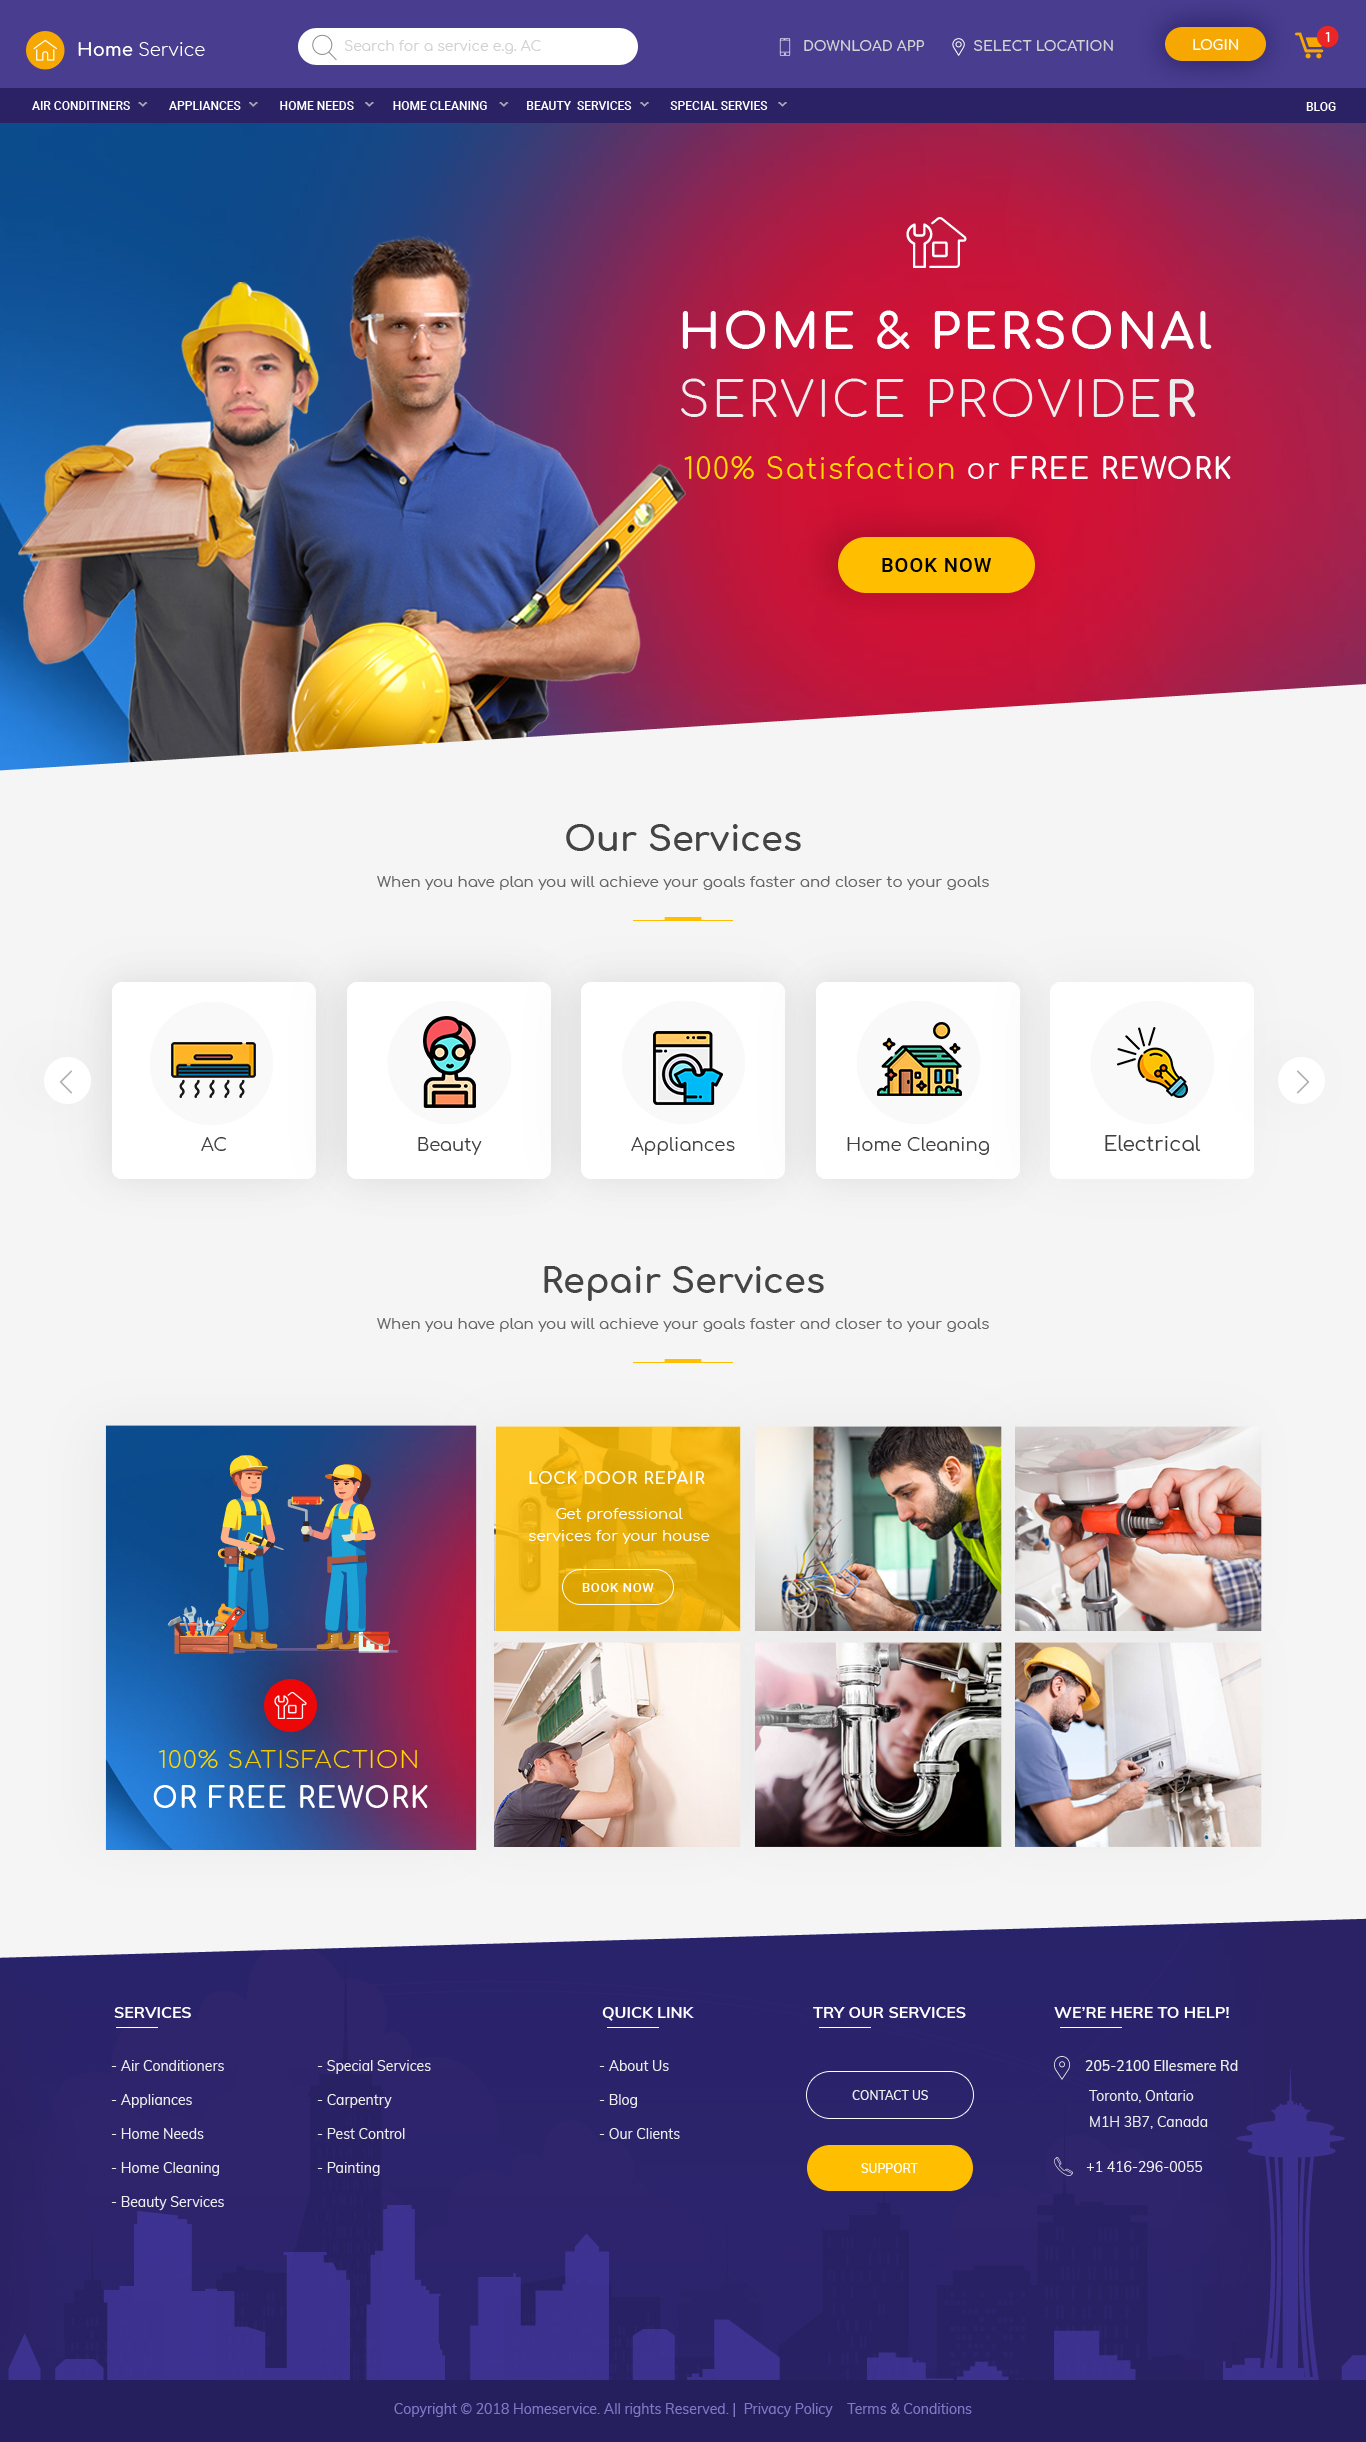 Home Service
Search for a service e.g. AC
DOWNLOAD APP
SELECT LOCATION
LOGIN
1
AIR CONDITINERS
APPLIANCES
HOME NEEDS
HOME CLEANING
BEAUTY SERVICES
SPECIAL SERVIES
BLOG
HOME & PERSONAl
SERVICE PROVIDER
100% Satisfaction or FREE REWORK
BOOK NOW
Our Services
When you have plan you will achieve your goals faster and closer to your goals
AC
Beauty
Appliances
Home Cleaning
Electrical
Repair Services
When you have plan you will achieve your goals faster and closer to your goals
100% SATISFACTION
OR FREE REWORK
LOCK DOOR REPAIR
Get professional
services for your house
BOOK NOW
SERVICES
- Air Conditioners
- Appliances
- Home Needs
- Home Cleaning
- Beauty Services
- Special Services
- Carpentry
- Pest Control
- Painting
QUICK LINK
- About Us
- Blog
- Our Clients
TRY OUR SERVICES
CONTACT US
SUPPORT
WE'RE HERE TO HELP!
205-2100 Ellesmere Rd
Toronto, Ontario
M1H 3B7, Canada
+1 416-296-0055
Copyright © 2018 Homeservice. All rights Reserved. | Privacy Policy Terms & Conditions